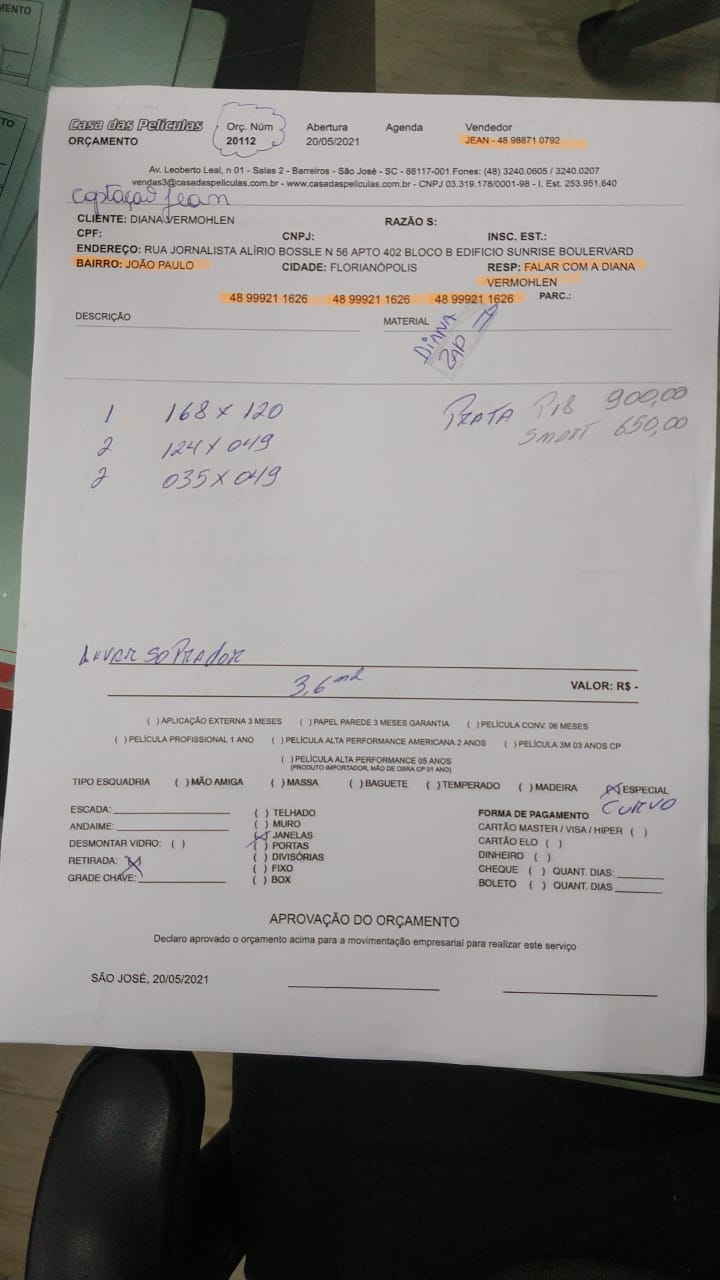 MENTO
TO
Casa das Películas
ORÇAMENTO
Orç. Núm
20112
Abertura
20/05/2021
Agenda
Vendedor
JEAN - 48 98871 0792
Av. Leoberto Leal, n 01 - Salas 2 - Barreiros - São José - SC - 88117-001 Fones: (48) 3240.0605 / 3240.0207
vendas3@casadaspeliculas.com.br - www.casadaspeliculas.com.br - CNPJ 03.319.178/0001-98 - I. Est. 253.951.640
Captação Jean
CLIENTE: DIANA VERMOHLEN RAZÃO S:
CPF: CNPJ: INSC. EST.:
ENDEREÇO: RUA JORNALISTA ALÍRIO BOSSLE N 56 APTO 402 BLOCO B EDIFICIO SUNRISE BOULERVARD
BAIRRO: JOÃO PAULO CIDADE: FLORIANÓPOLIS RESP: FALAR COM A DIANA
VERMOHLEN
48 99921 1626 48 99921 1626 48 99921 1626 PARC.:
DESCRIÇÃO MATERIAL
DIANA
ZAP
1 168 x 120 PRATA P18 900,00
2 124 x 049 SMART 650,00
2 035 x 049
LEVAR SOPRADOR
3,6 m2 VALOR: R$ -
( ) APLICAÇÃO EXTERNA 3 MESES ( ) PAPEL PAREDE 3 MESES GARANTIA ( ) PELÍCULA CONV. 06 MESES
( ) PELÍCULA PROFISSIONAL 1 ANO ( ) PELÍCULA ALTA PERFORMANCE AMERICANA 2 ANOS ( ) PELÍCULA 3M 03 ANOS CP
( ) PELÍCULA ALTA PERFORMANCE 05 ANOS
(PRODUTO IMPORTADOR, MÃO DE OBRA CP 01 ANO)
TIPO ESQUADRIA ( ) MÃO AMIGA ( ) MASSA ( ) BAGUETE ( ) TEMPERADO ( ) MADEIRA (X) ESPECIAL
CURVO
ESCADA:
ANDAIME:
DESMONTAR VIDRO: ( )
RETIRADA: X
GRADE CHAVE:
( ) TELHADO
( ) MURO
(X) JANELAS
( ) PORTAS
( ) DIVISÓRIAS
( ) FIXO
( ) BOX
FORMA DE PAGAMENTO
CARTÃO MASTER / VISA / HIPER ( )
CARTÃO ELO ( )
DINHEIRO ( )
CHEQUE ( ) QUANT. DIAS:
BOLETO ( ) QUANT. DIAS
APROVAÇÃO DO ORÇAMENTO
Declaro aprovado o orçamento acima para a movimentação empresarial para realizar este serviço
SÃO JOSÉ, 20/05/2021